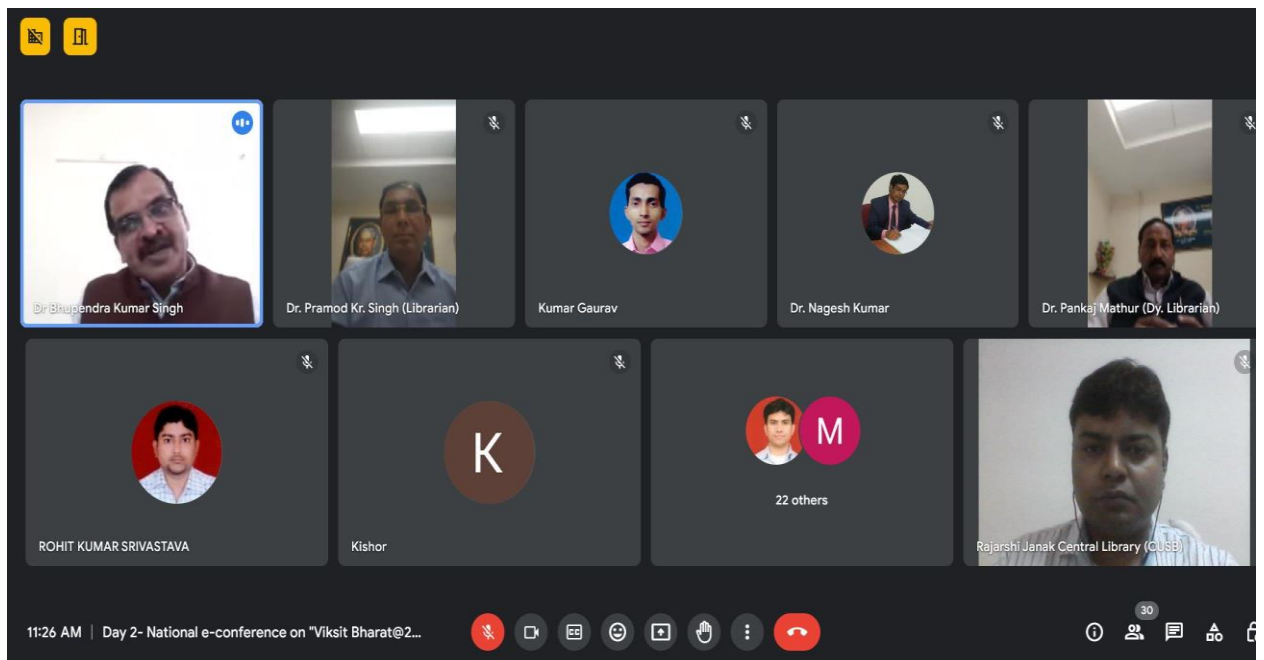 Dr Bhupendra Kumar Singh
Dr. Pramod Kr. Singh (Librarian)
Kumar Gaurav
Dr. Nagesh Kumar
Dr. Pankaj Mathur (Dy. Librarian)
K
M
22 others
ROHIT KUMAR SRIVASTAVA
Kishor
Rajarshi Janak Central Library (CUSB)
30
11:26 AM | Day 2- National e-conference on "Viksit Bharat@2...
CC